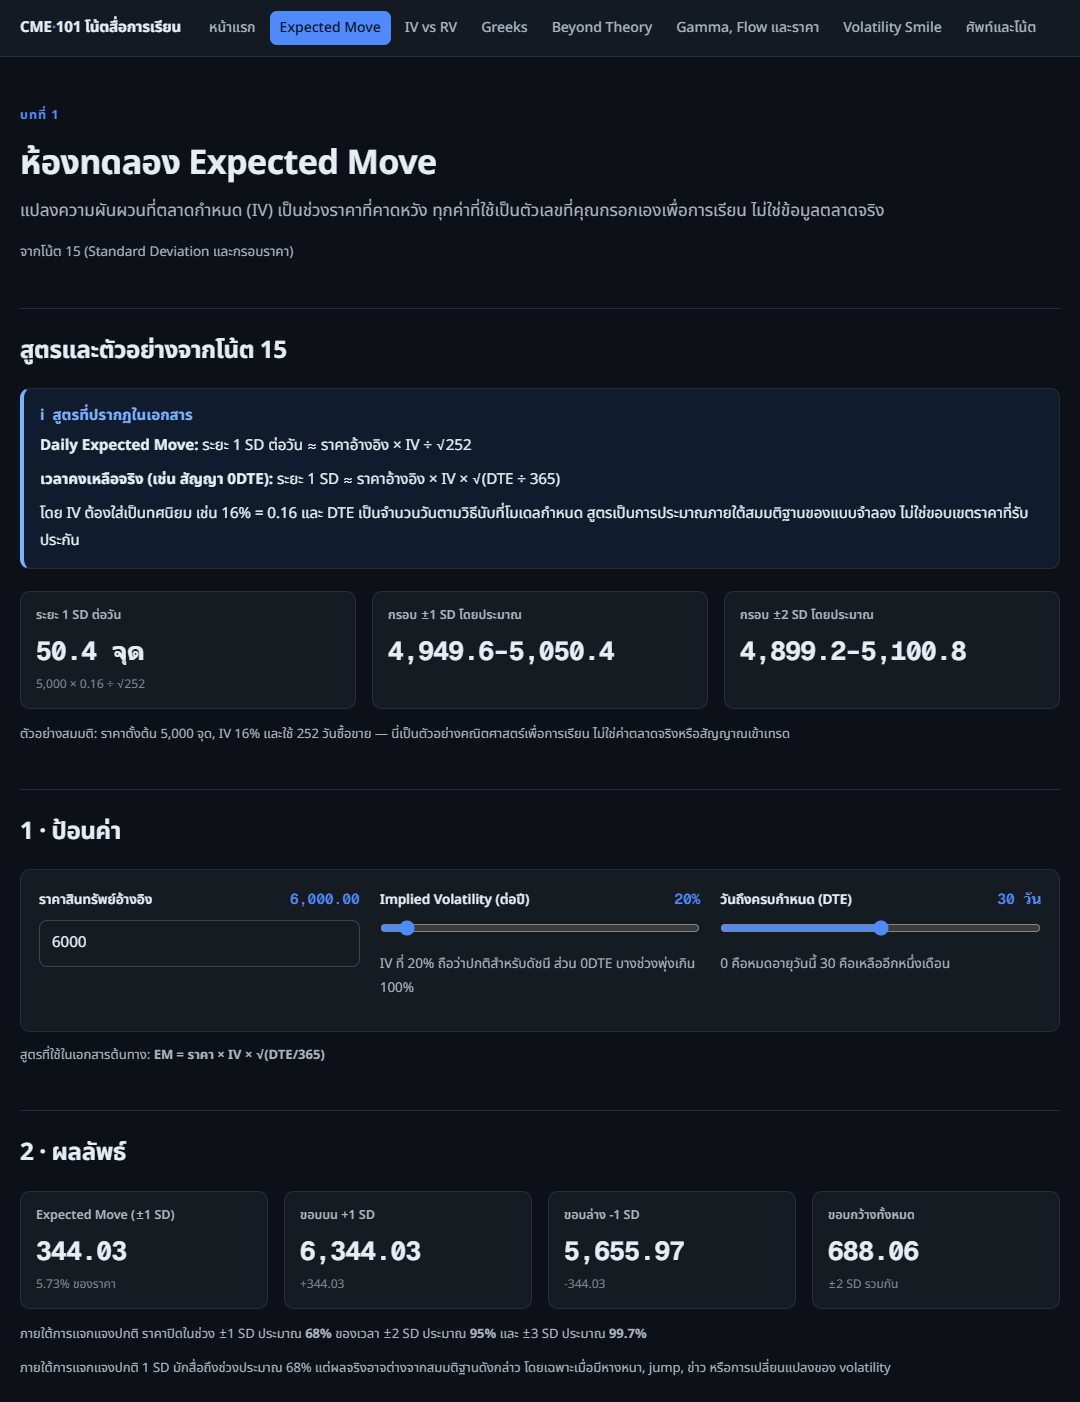 CME·101 โน้ตสื่อการเรียน
หน้าแรก
Expected Move
IV vs RV
Greeks
Beyond Theory
Gamma, Flow และราคา
Volatility Smile
ศัพท์และโน้ต
บทที่ 1
ห้องทดลอง Expected Move
แปลงความผันผวนที่ตลาดกำหนด (IV) เป็นช่วงราคาที่คาดหวัง ทุกค่าที่ใช้เป็นตัวเลขที่คุณกรอกเองเพื่อการเรียน ไม่ใช่ข้อมูลตลาดจริง
จากโน้ต 15 (Standard Deviation และกรอบราคา)
สูตรและตัวอย่างจากโน้ต 15
i สูตรที่ปรากฏในเอกสาร
Daily Expected Move: ระยะ 1 SD ต่อวัน ≈ ราคาอ้างอิง × IV ÷ √252
เวลาคงเหลือจริง (เช่น สัญญา 0DTE): ระยะ 1 SD ≈ ราคาอ้างอิง × IV × √(DTE ÷ 365)
โดย IV ต้องใส่เป็นทศนิยม เช่น 16% = 0.16 และ DTE เป็นจำนวนวันตามวิธีนับที่โมเดลกำหนด สูตรเป็นการประมาณภายใต้สมมติฐานของแบบจำลอง ไม่ใช่ขอบเขตราคาที่รับ
ประกัน
ระยะ 1 SD ต่อวัน
50.4 จุด
5,000 × 0.16 ÷ √252
กรอบ ±1 SD โดยประมาณ
4,949.6–5,050.4
กรอบ ±2 SD โดยประมาณ
4,899.2–5,100.8
ตัวอย่างสมมติ: ราคาตั้งต้น 5,000 จุด, IV 16% และใช้ 252 วันซื้อขาย — นี่เป็นตัวอย่างคณิตศาสตร์เพื่อการเรียน ไม่ใช่ค่าตลาดจริงหรือสัญญาณเข้าเทรด
1 · ป้อนค่า
ราคาสินทรัพย์อ้างอิง 6,000.00
6000
Implied Volatility (ต่อปี) 20%
IV ที่ 20% ถือว่าปกติสำหรับดัชนี ส่วน 0DTE บางช่วงพุ่งเกิน
100%
วันถึงครบกำหนด (DTE) 30 วัน
0 คือหมดอายุวันนี้ 30 คือเหลืออีกหนึ่งเดือน
สูตรที่ใช้ในเอกสารต้นทาง: EM = ราคา × IV × √(DTE/365)
2 · ผลลัพธ์
Expected Move (±1 SD)
344.03
5.73% ของราคา
ขอบบน +1 SD
6,344.03
+344.03
ขอบล่าง -1 SD
5,655.97
-344.03
ขอบกว้างทั้งหมด
688.06
±2 SD รวมกัน
ภายใต้การแจกแจงปกติ ราคาปิดในช่วง ±1 SD ประมาณ 68% ของเวลา ±2 SD ประมาณ 95% และ ±3 SD ประมาณ 99.7%
ภายใต้การแจกแจงปกติ 1 SD มักสื่อถึงช่วงประมาณ 68% แต่ผลจริงอาจต่างจากสมมติฐานดังกล่าว โดยเฉพาะเมื่อมีหางหนา, jump, ข่าว หรือการเปลี่ยนแปลงของ volatility